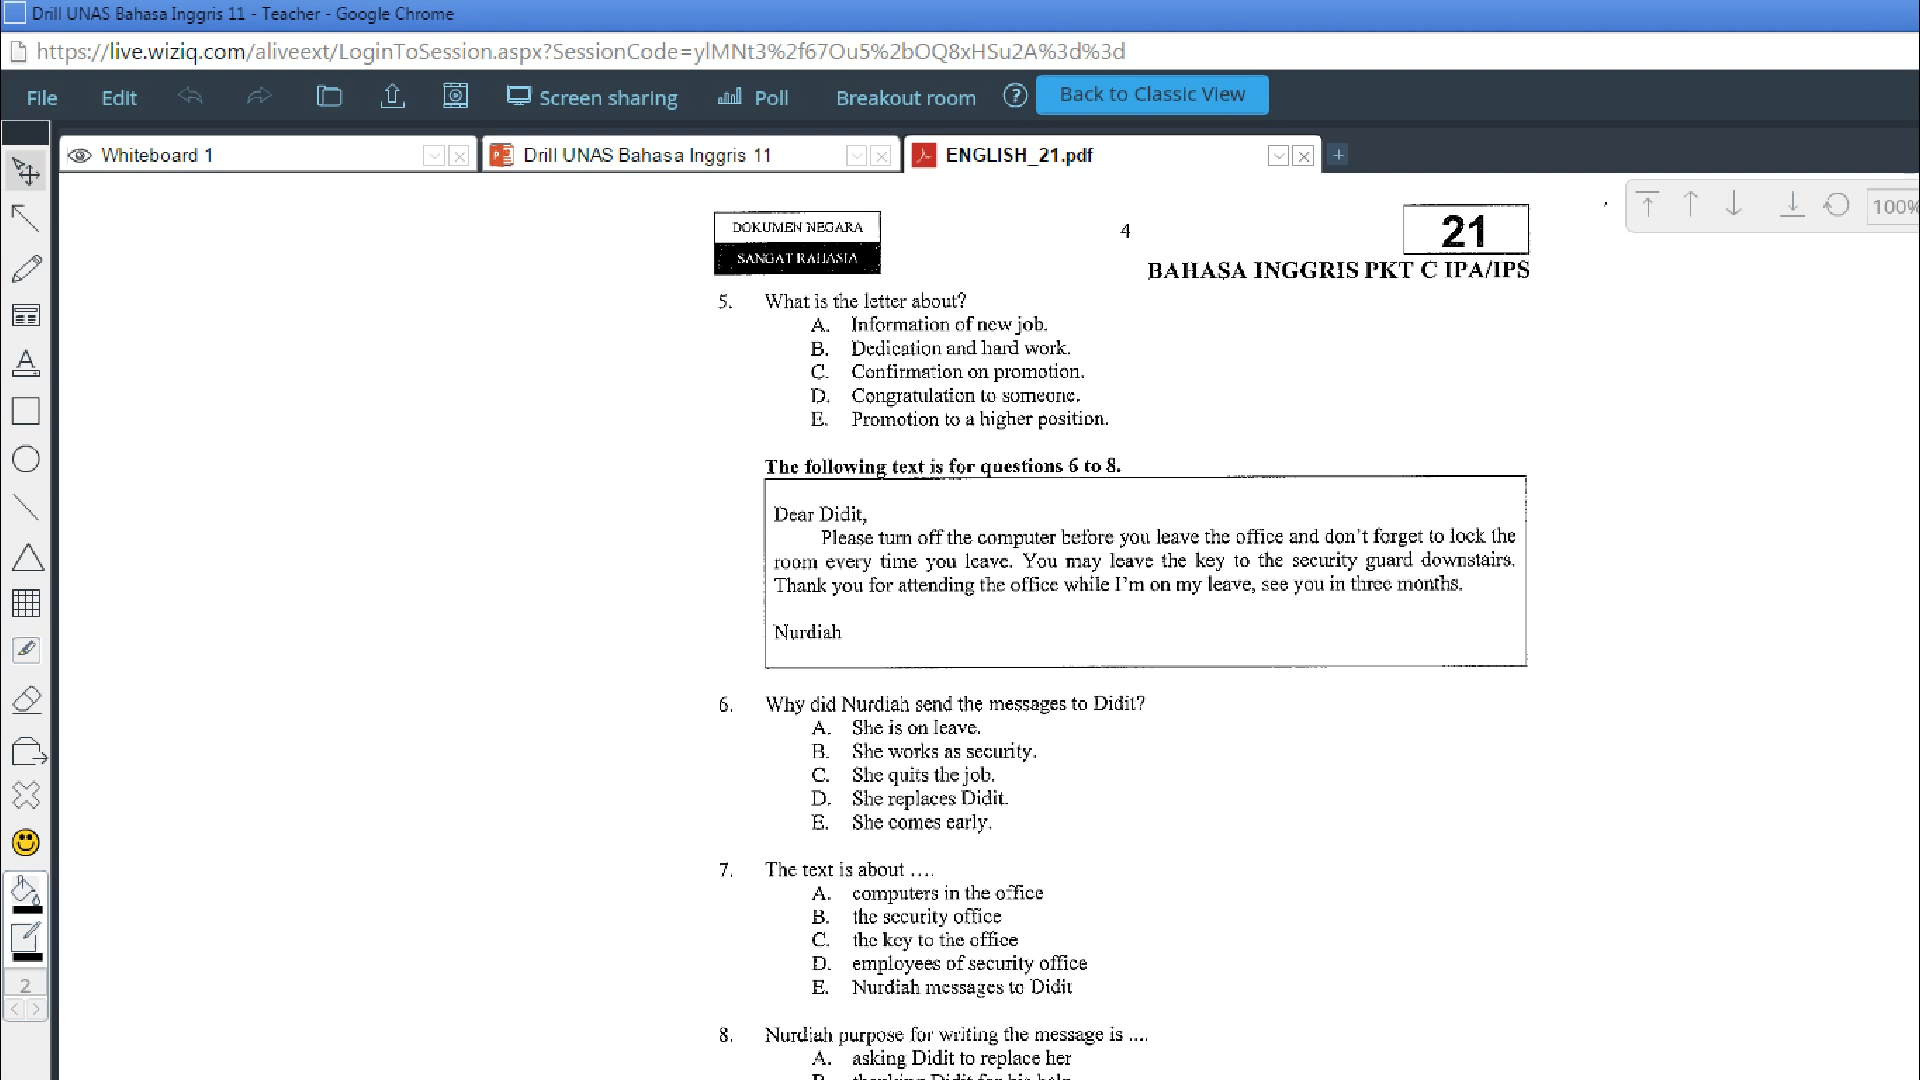 Drill UNAS Bahasa Inggris 11 - Teacher - Google Chrome
https://live.wiziq.com/aliveext/LoginToSession.aspx?SessionCode=ylMNt3%2f67Ou5%2bOQ8xHSu2A%3d%3d
File Edit Screen sharing Poll Breakout room ? Back to Classic View
Whiteboard 1 Drill UNAS Bahasa Inggris 11 ENGLISH_21.pdf +
100%
DOKUMEN NEGARA
SANGAT RAHASIA
4
21
BAHASA INGGRIS PKT C IPA/IPS
5. What is the letter about?
A. Information of new job.
B. Dedication and hard work.
C. Confirmation on promotion.
D. Congratulation to someone.
E. Promotion to a higher position.
The following text is for questions 6 to 8.
Dear Didit,
Please turn off the computer before you leave the office and don't forget to lock the
room every time you leave. You may leave the key to the security guard downstairs.
Thank you for attending the office while I'm on my leave, see you in three months.
Nurdiah
6. Why did Nurdiah send the messages to Didit?
A. She is on leave.
B. She works as security.
C. She quits the job.
D. She replaces Didit.
E. She comes early.
7. The text is about ....
A. computers in the office
B. the security office
C. the key to the office
D. employees of security office
E. Nurdiah messages to Didit
8. Nurdiah purpose for writing the message is ....
A. asking Didit to replace her
2